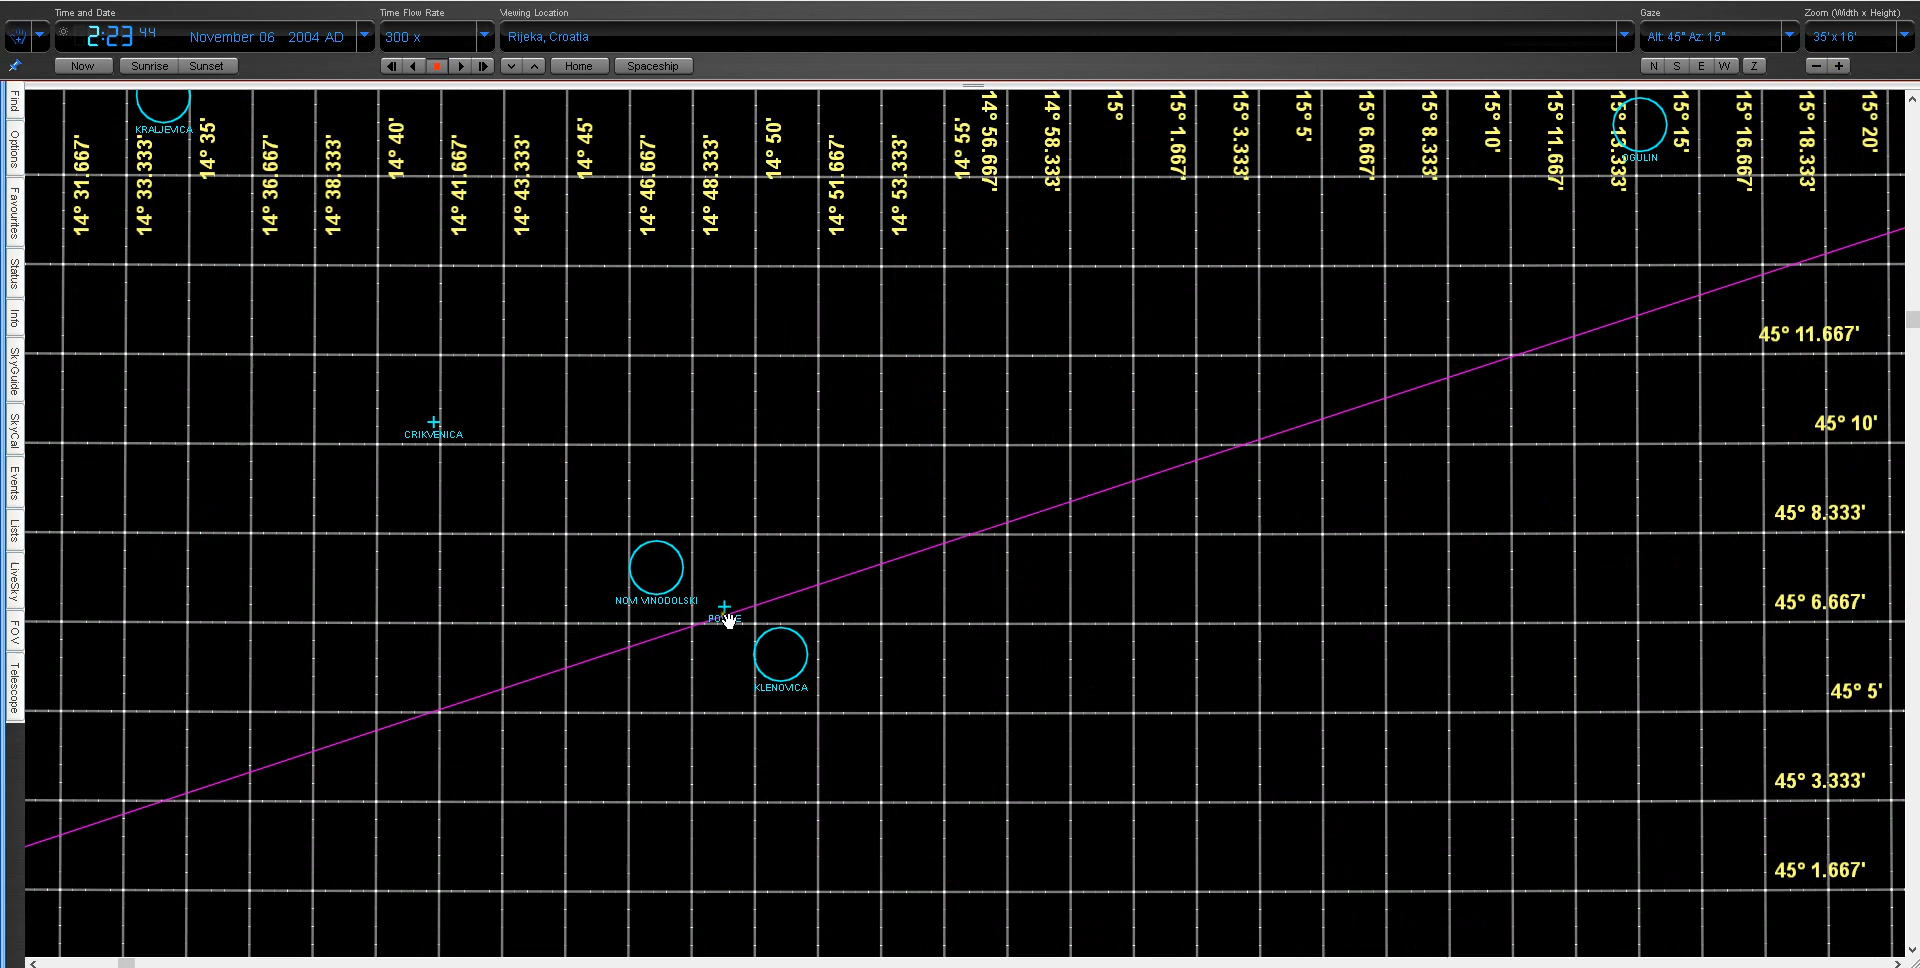 Time and Date
Time Flow Rate
Viewing Location
Gaze
Zoom (Width x Height)
2:23 44
November 06 2004 AD
300 x
Rijeka, Croatia
Alt: 45° Az: 15°
35' x 16'
Now
Sunrise
Sunset
Home
Spaceship
N
S
E
W
Z
Find
Options
Favourites
Status
Info
SkyGuide
SkyCal
Events
Lists
LiveSky
FOV
Telescope
14° 31.667'
14° 33.333'
14° 35'
14° 36.667'
14° 38.333'
14° 40'
14° 41.667'
14° 43.333'
14° 45'
14° 46.667'
14° 48.333'
14° 50'
14° 51.667'
14° 53.333'
14° 55'
14° 56.667'
14° 58.333'
15°
15° 1.667'
15° 3.333'
15° 5'
15° 6.667'
15° 8.333'
15° 10'
15° 11.667'
15° 13.333'
15° 15'
15° 16.667'
15° 18.333'
15° 20'
KRALJEVICA
OGULIN
45° 11.667'
45° 10'
CRIKVENICA
45° 8.333'
NOVI VINODOLSKI
45° 6.667'
KLENOVICA
45° 5'
45° 3.333'
45° 1.667'